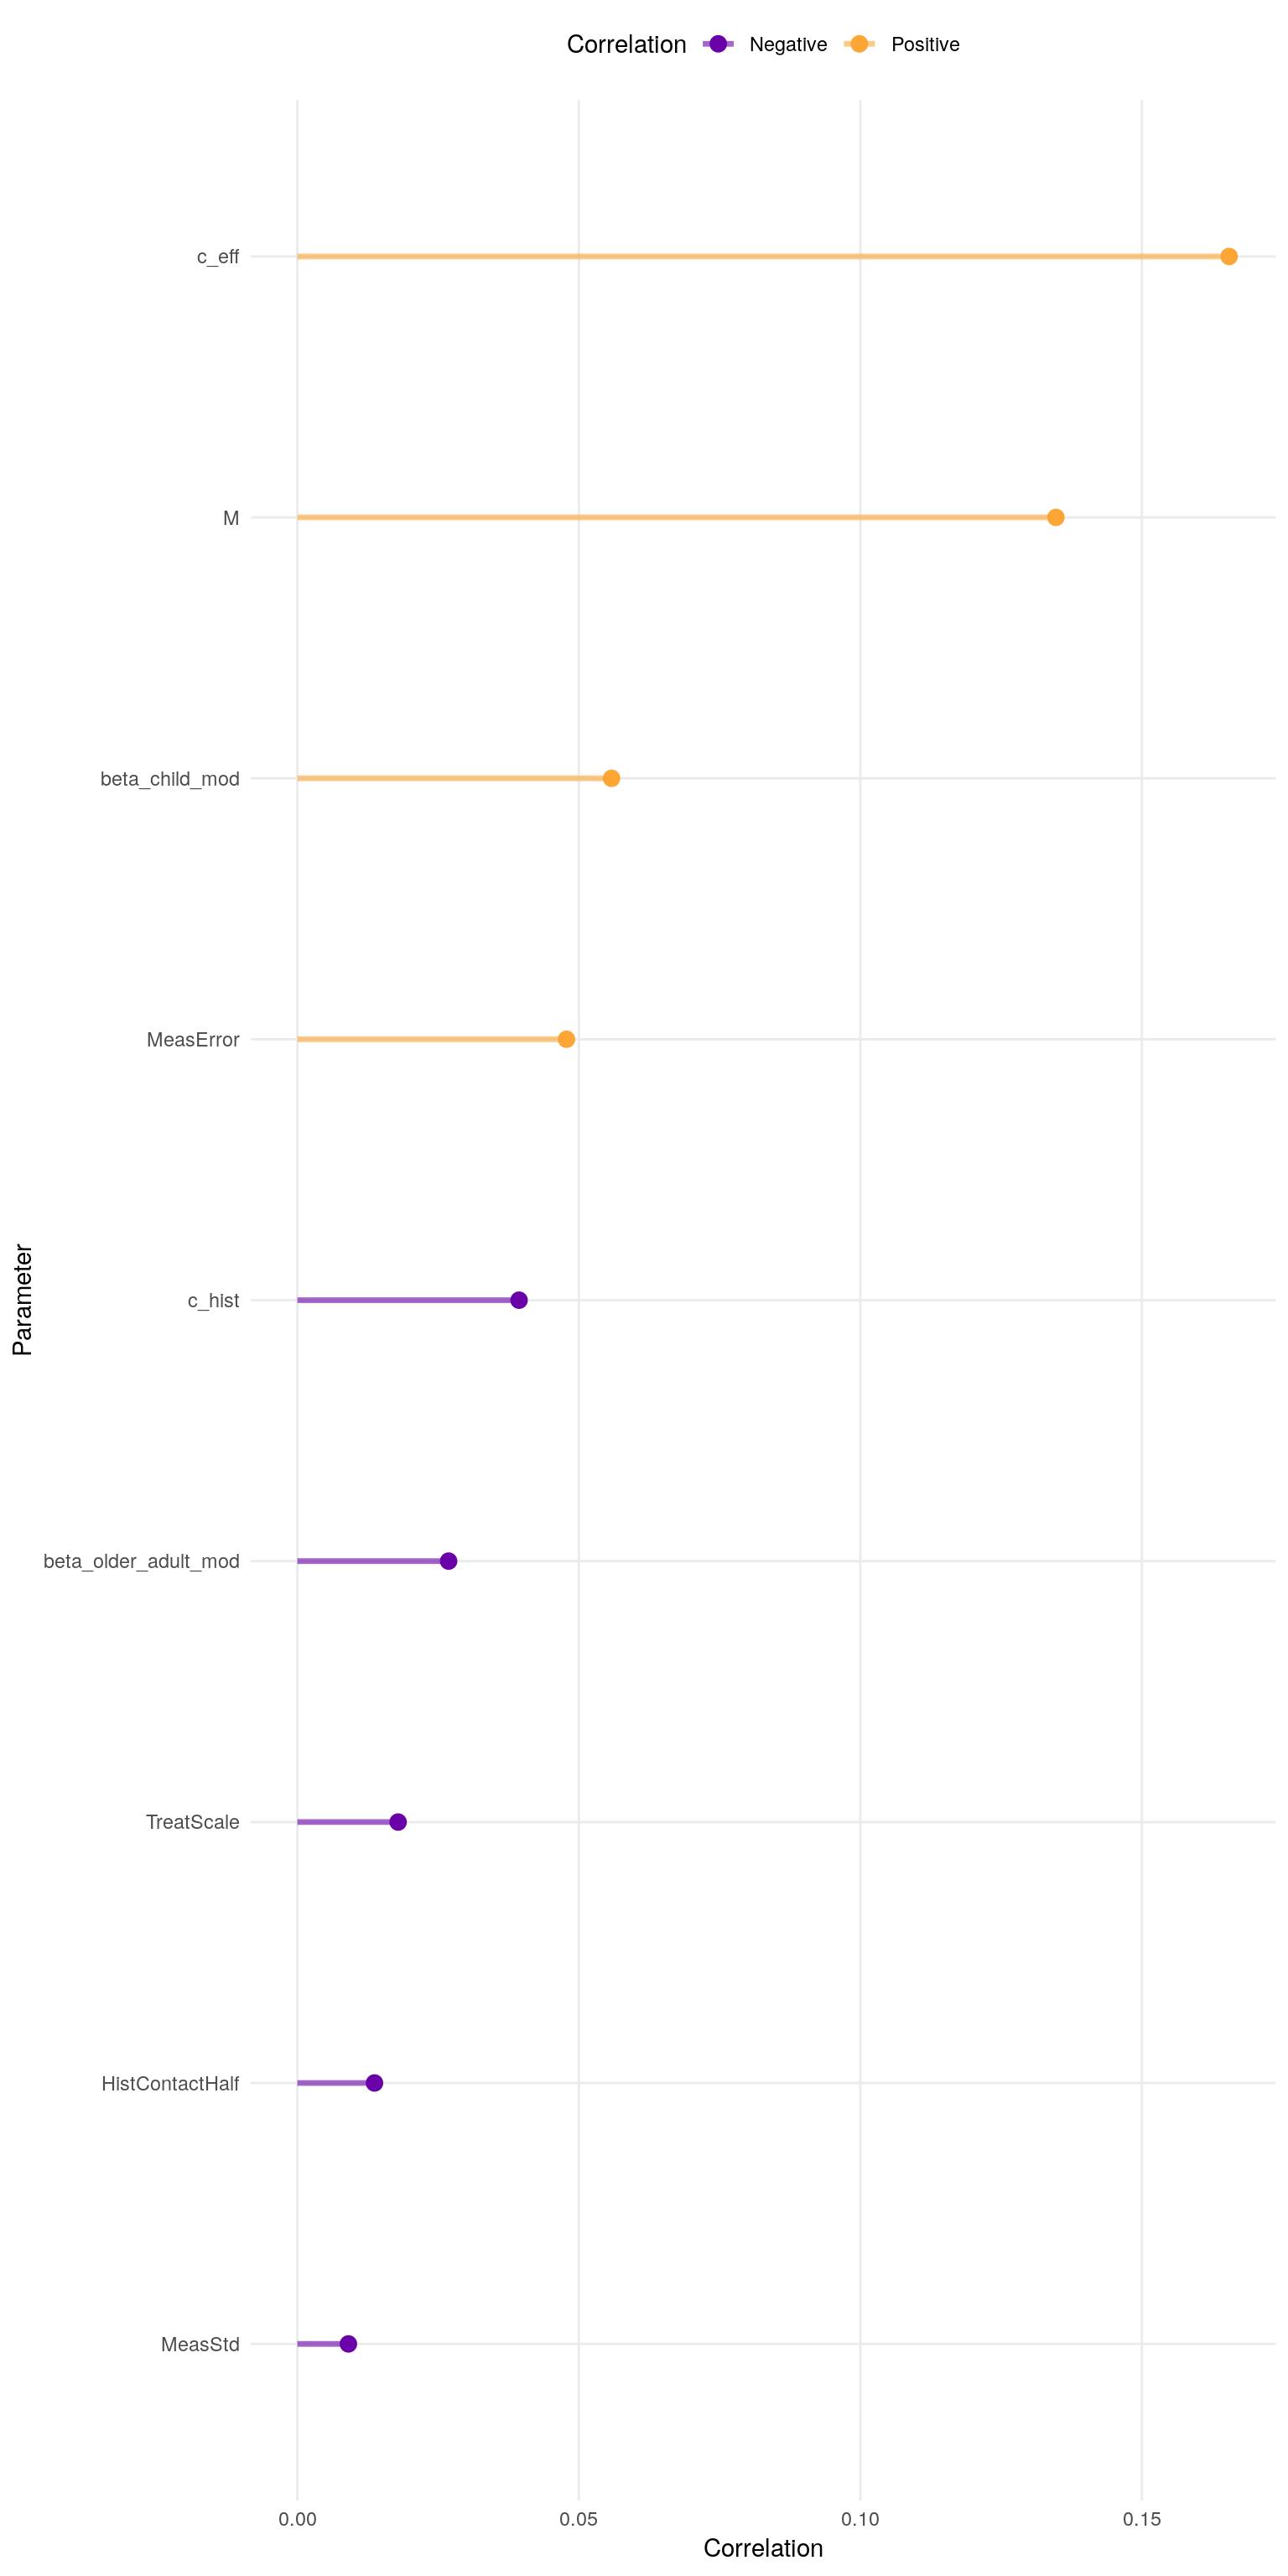 Correlation Negative Positive
c_eff
M
beta_child_mod
MeasError
c_hist
Parameter
beta_older_adult_mod
TreatScale
HistContactHalf
MeasStd
0.00 0.05 0.10 0.15
Correlation